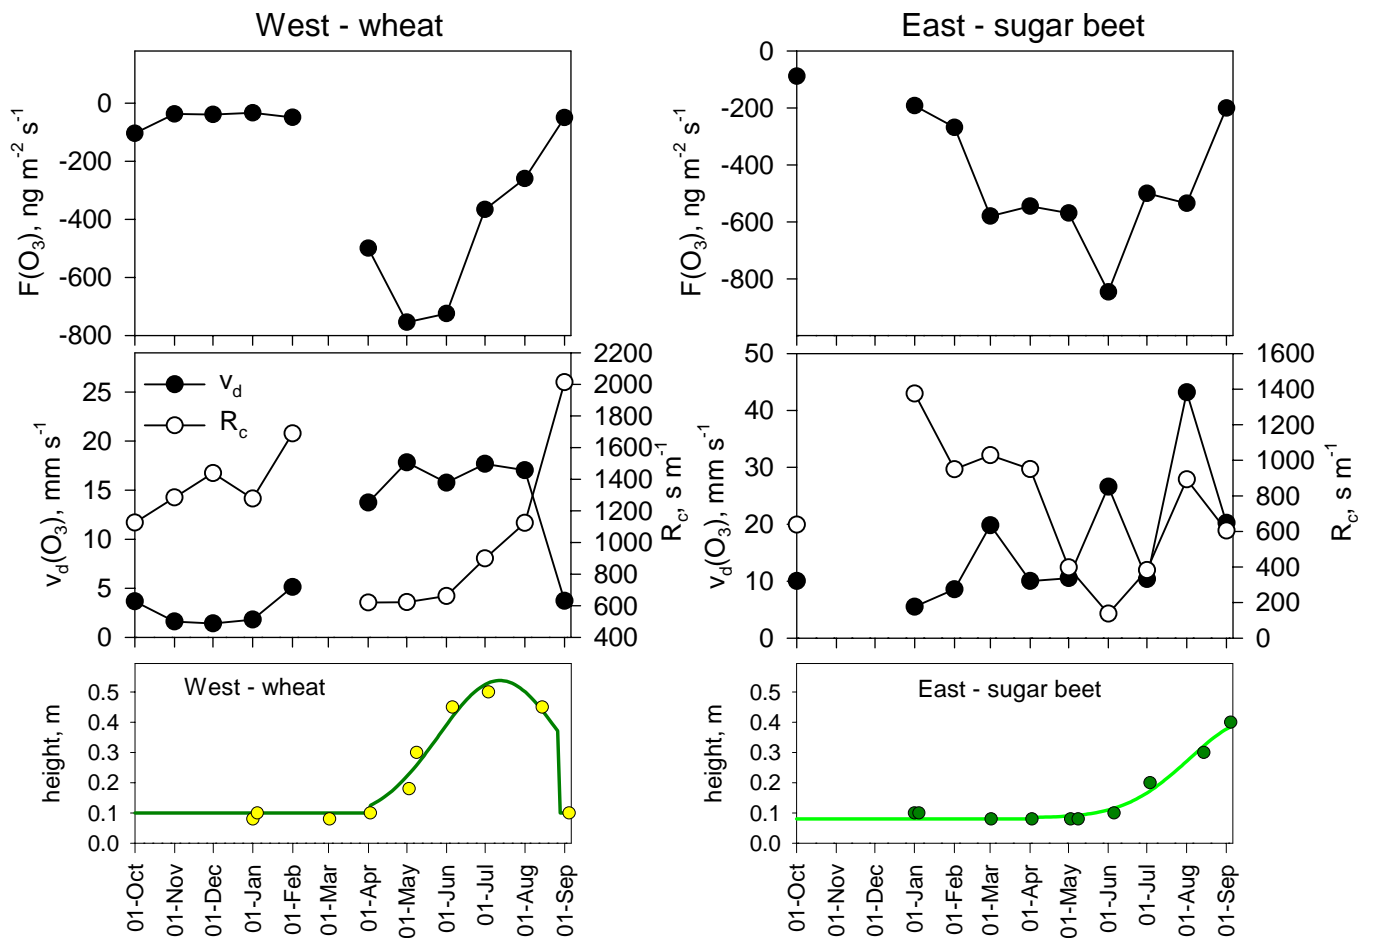 West - wheat
East - sugar beet
F(O3), ng m-2 s-1
0
-200
-400
-600
-800
F(O3), ng m-2 s-1
0
-200
-400
-600
-800
vd(O3), mm s-1
25
20
15
10
5
0
vd
Rc
2200
2000
1800
1600
1400
1200
1000
800
600
400
Rc, s m-1
vd(O3), mm s-1
50
40
30
20
10
0
1600
1400
1200
1000
800
600
400
200
0
Rc, s m-1
height, m
0.5
0.4
0.3
0.2
0.1
0.0
West - wheat
01-Oct
01-Nov
01-Dec
01-Jan
01-Feb
01-Mar
01-Apr
01-May
01-Jun
01-Jul
01-Aug
01-Sep
height, m
0.5
0.4
0.3
0.2
0.1
0.0
East - sugar beet
01-Oct
01-Nov
01-Dec
01-Jan
01-Feb
01-Mar
01-Apr
01-May
01-Jun
01-Jul
01-Aug
01-Sep